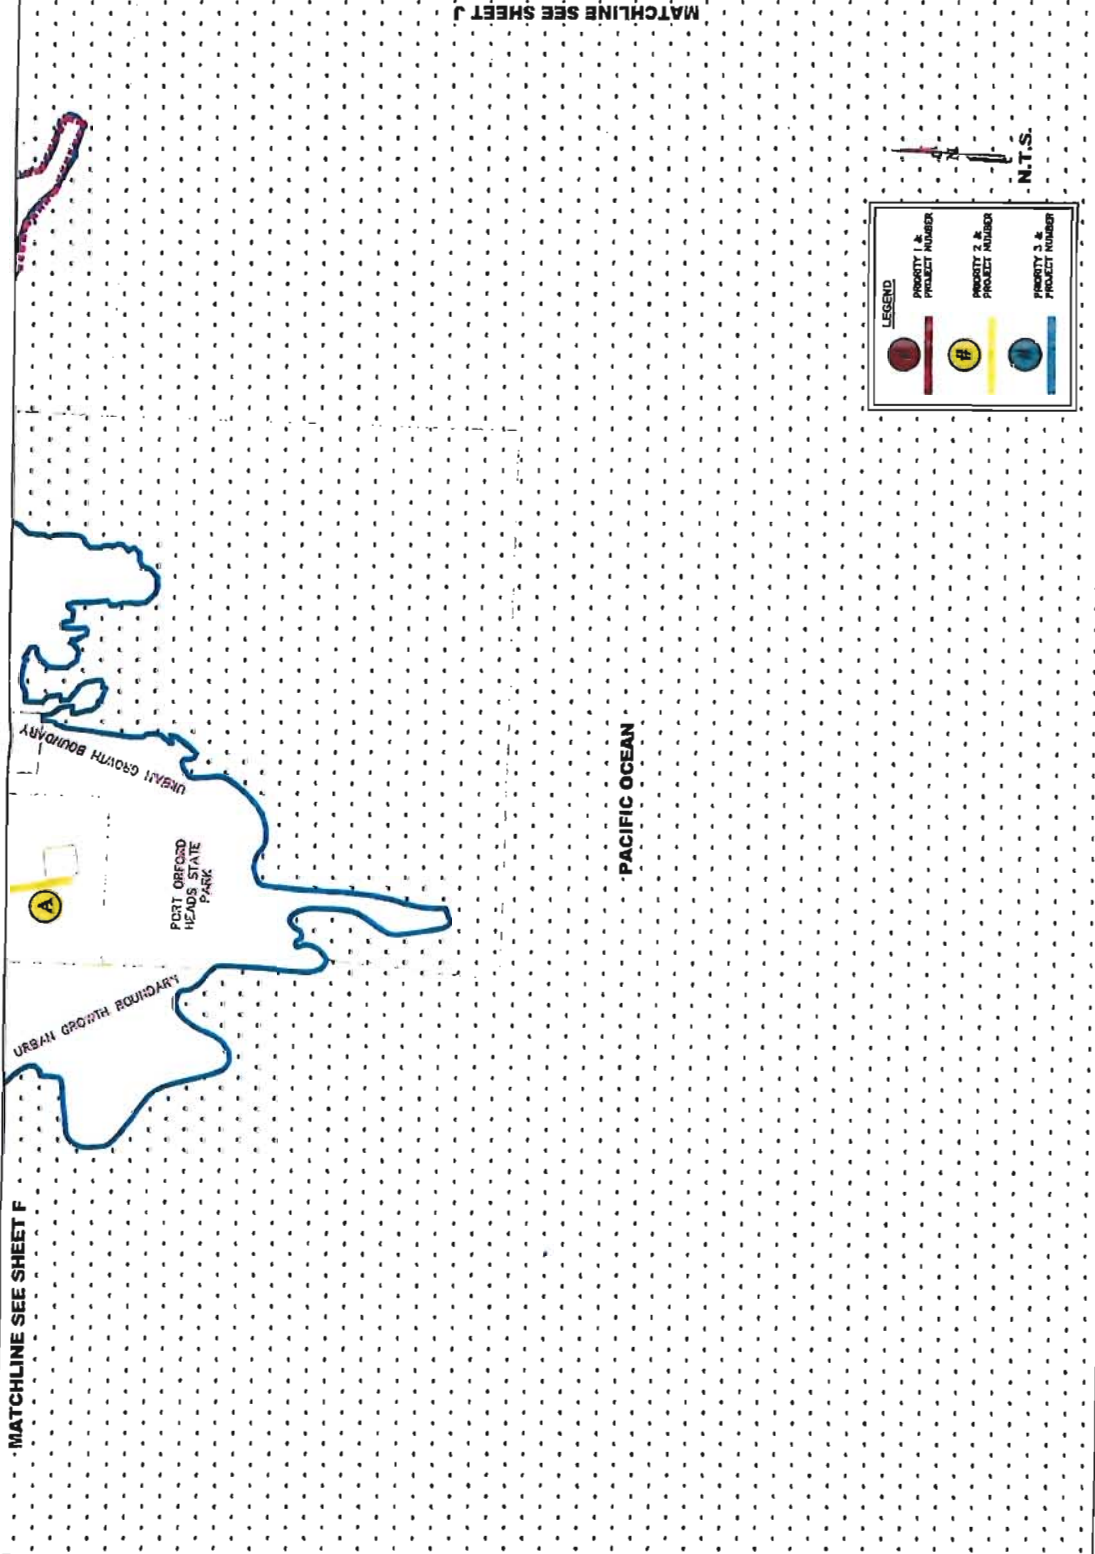 MATCHLINE SEE SHEET F
MATCHLINE SEE SHEET J
URBAN GROWTH BOUNDARY
A
PORT ORFORD
HEADS STATE
PARK
URBAN GROWTH BOUNDARY
PACIFIC OCEAN
N.T.S.
LEGEND
#
PRIORITY 1 &
PROJECT NUMBER
#
PRIORITY 2 &
PROJECT NUMBER
#
PRIORITY 3 &
PROJECT NUMBER